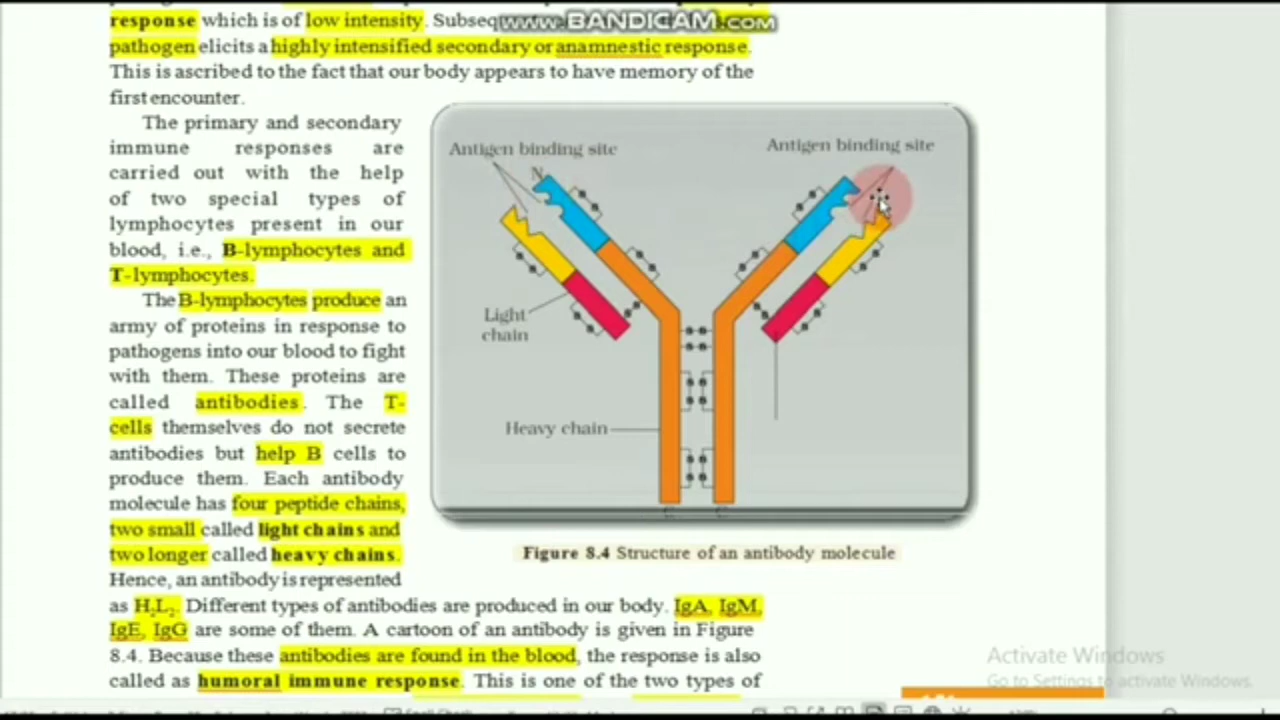 response which is of low intensity. Subseq
www.BANDICAM.com
pathogen elicits a highly intensified secondary or anamnestic response.
This is ascribed to the fact that our body appears to have memory of the
first encounter.
The primary and secondary
immune responses are
carried out with the help
of two special types of
lymphocytes present in our
blood, i.e., B-lymphocytes and
T-lymphocytes.
The B-lymphocytes produce an
army of proteins in response to
pathogens into our blood to fight
with them. These proteins are
called antibodies. The T-
cells themselves do not secrete
antibodies but help B cells to
produce them. Each antibody
molecule has four peptide chains,
two small called light chains and
two longer called heavy chains.
Hence, an antibody is represented
as H₂L₂. Different types of antibodies are produced in our body. IgA, IgM,
IgE, IgG are some of them. A cartoon of an antibody is given in Figure
8.4. Because these antibodies are found in the blood, the response is also
called as humoral immune response. This is one of the two types of
Antigen binding site
N
Antigen binding site
Light
chain
Heavy chain
Figure 8.4 Structure of an antibody molecule
Activate Windows
Go to Settings to activate Windows.